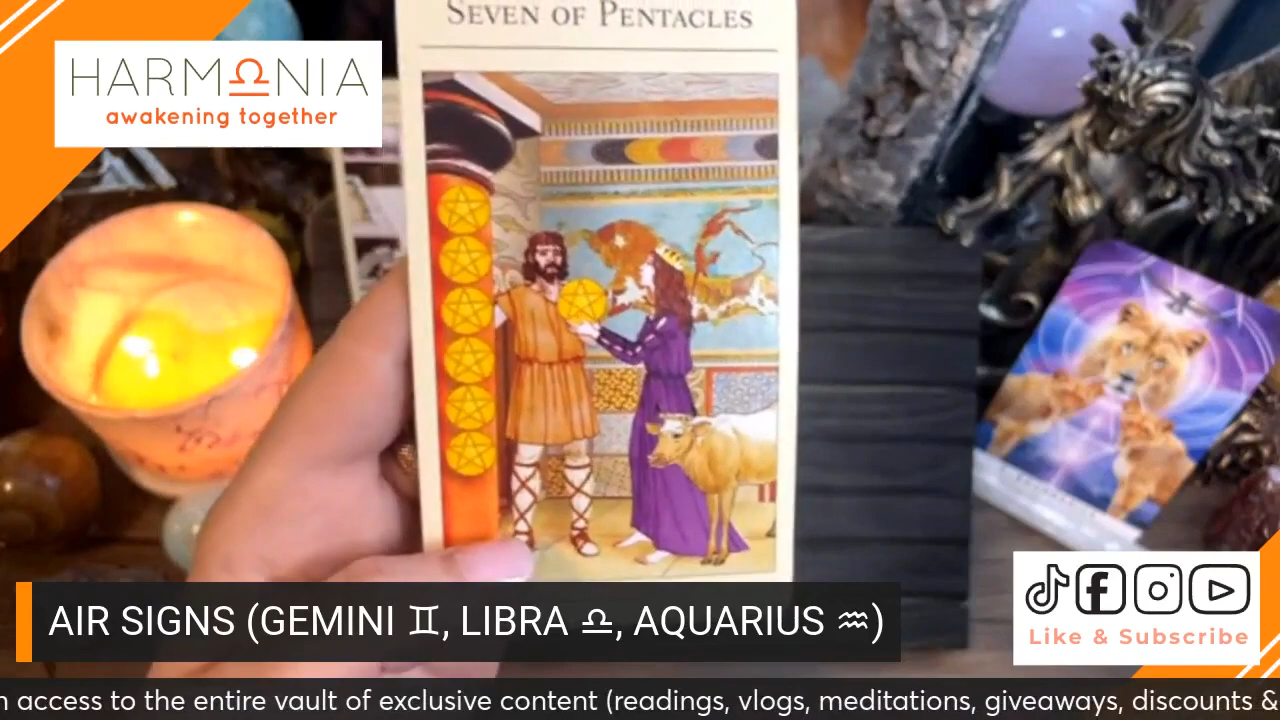 SEVEN OF PENTACLES
HARMΩNIA
awakening together
AIR SIGNS (GEMINI ♊, LIBRA ♎, AQUARIUS ♒)
Like & Subscribe
access to the entire vault of exclusive content (readings, vlogs, meditations, giveaways, discounts &